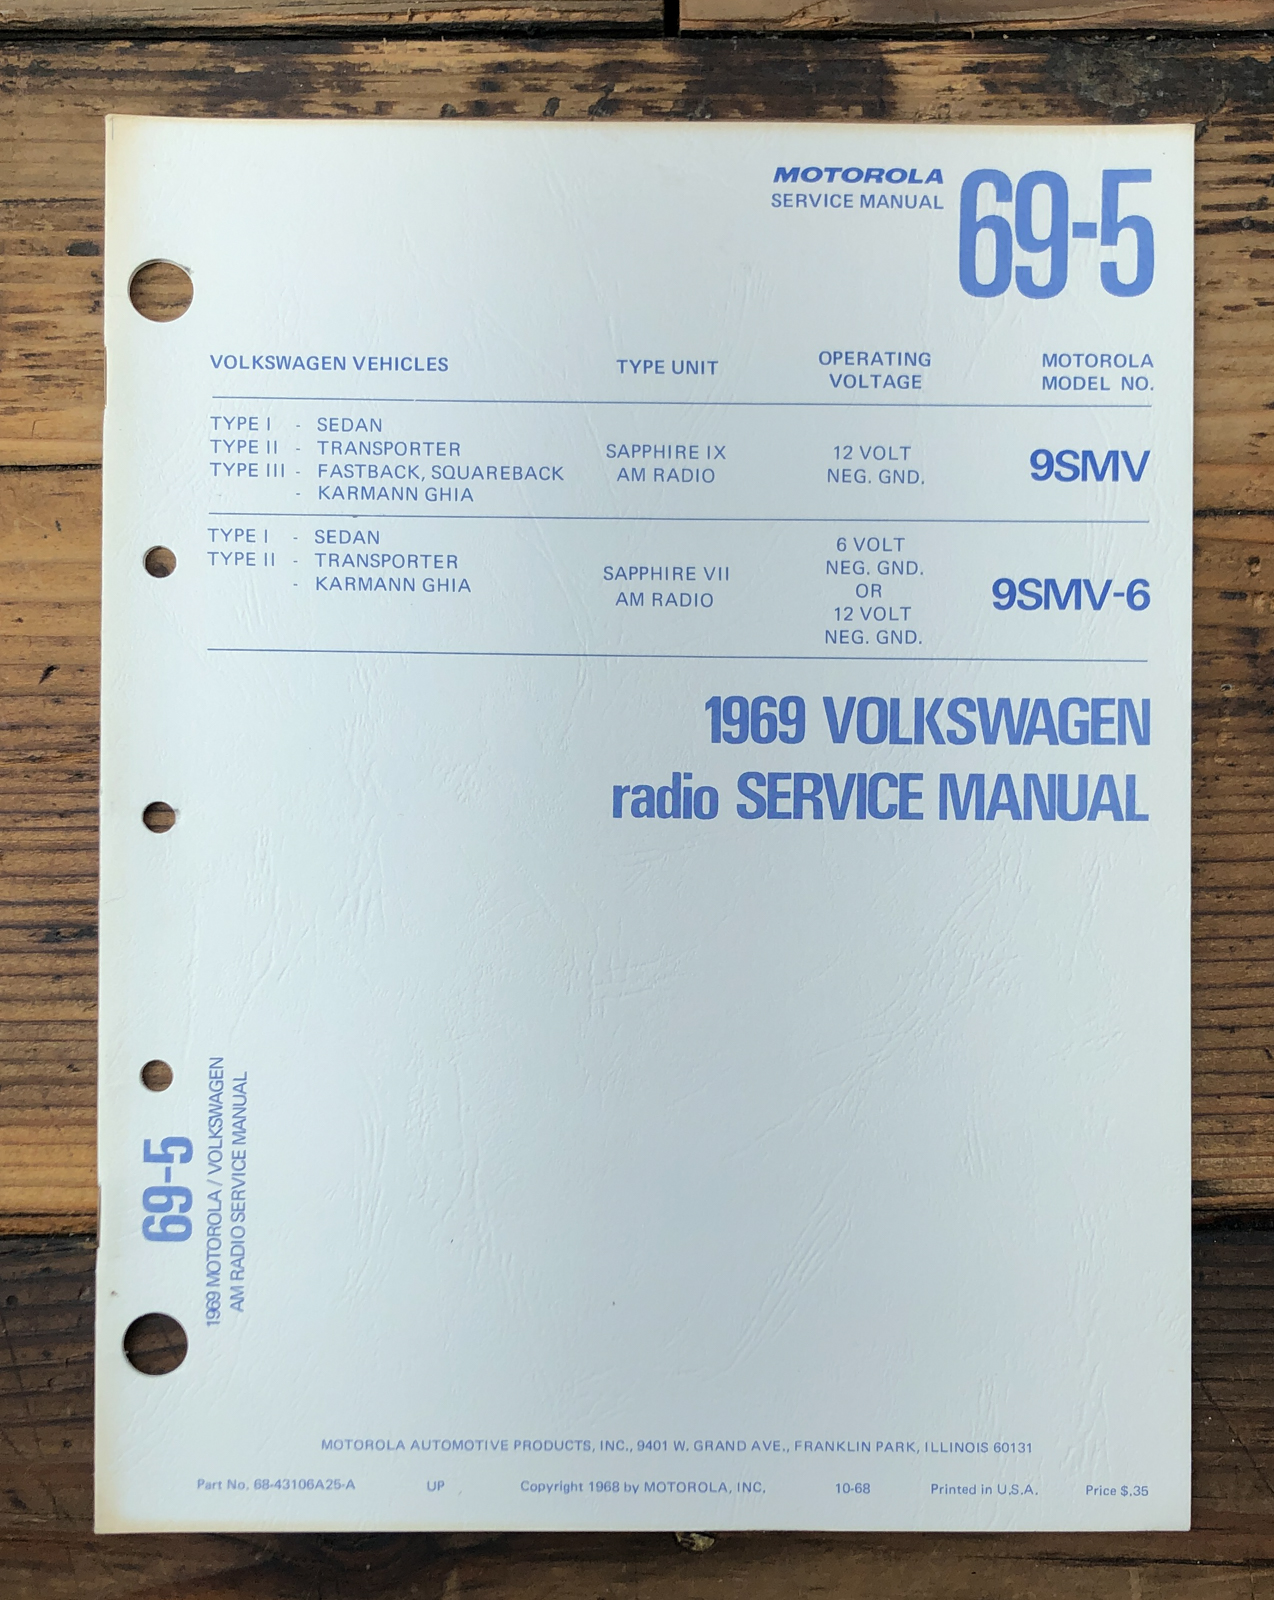 MOTOROLA
SERVICE MANUAL
69-5
VOLKSWAGEN VEHICLES TYPE UNIT OPERATING VOLTAGE MOTOROLA MODEL NO.
TYPE I - SEDAN
TYPE II - TRANSPORTER
TYPE III - FASTBACK, SQUAREBACK
- KARMANN GHIA
SAPPHIRE IX
AM RADIO
12 VOLT
NEG. GND.
9SMV
TYPE I - SEDAN
TYPE II - TRANSPORTER
- KARMANN GHIA
SAPPHIRE VII
AM RADIO
6 VOLT
NEG. GND.
OR
12 VOLT
NEG. GND.
9SMV-6
1969 VOLKSWAGEN
radio SERVICE MANUAL
69-5
1969 MOTOROLA / VOLKSWAGEN
AM RADIO SERVICE MANUAL
MOTOROLA AUTOMOTIVE PRODUCTS, INC., 9401 W. GRAND AVE., FRANKLIN PARK, ILLINOIS 60131
Part No. 68-43106A25-A UP Copyright 1968 by MOTOROLA, INC. 10-68 Printed in U.S.A. Price $.35